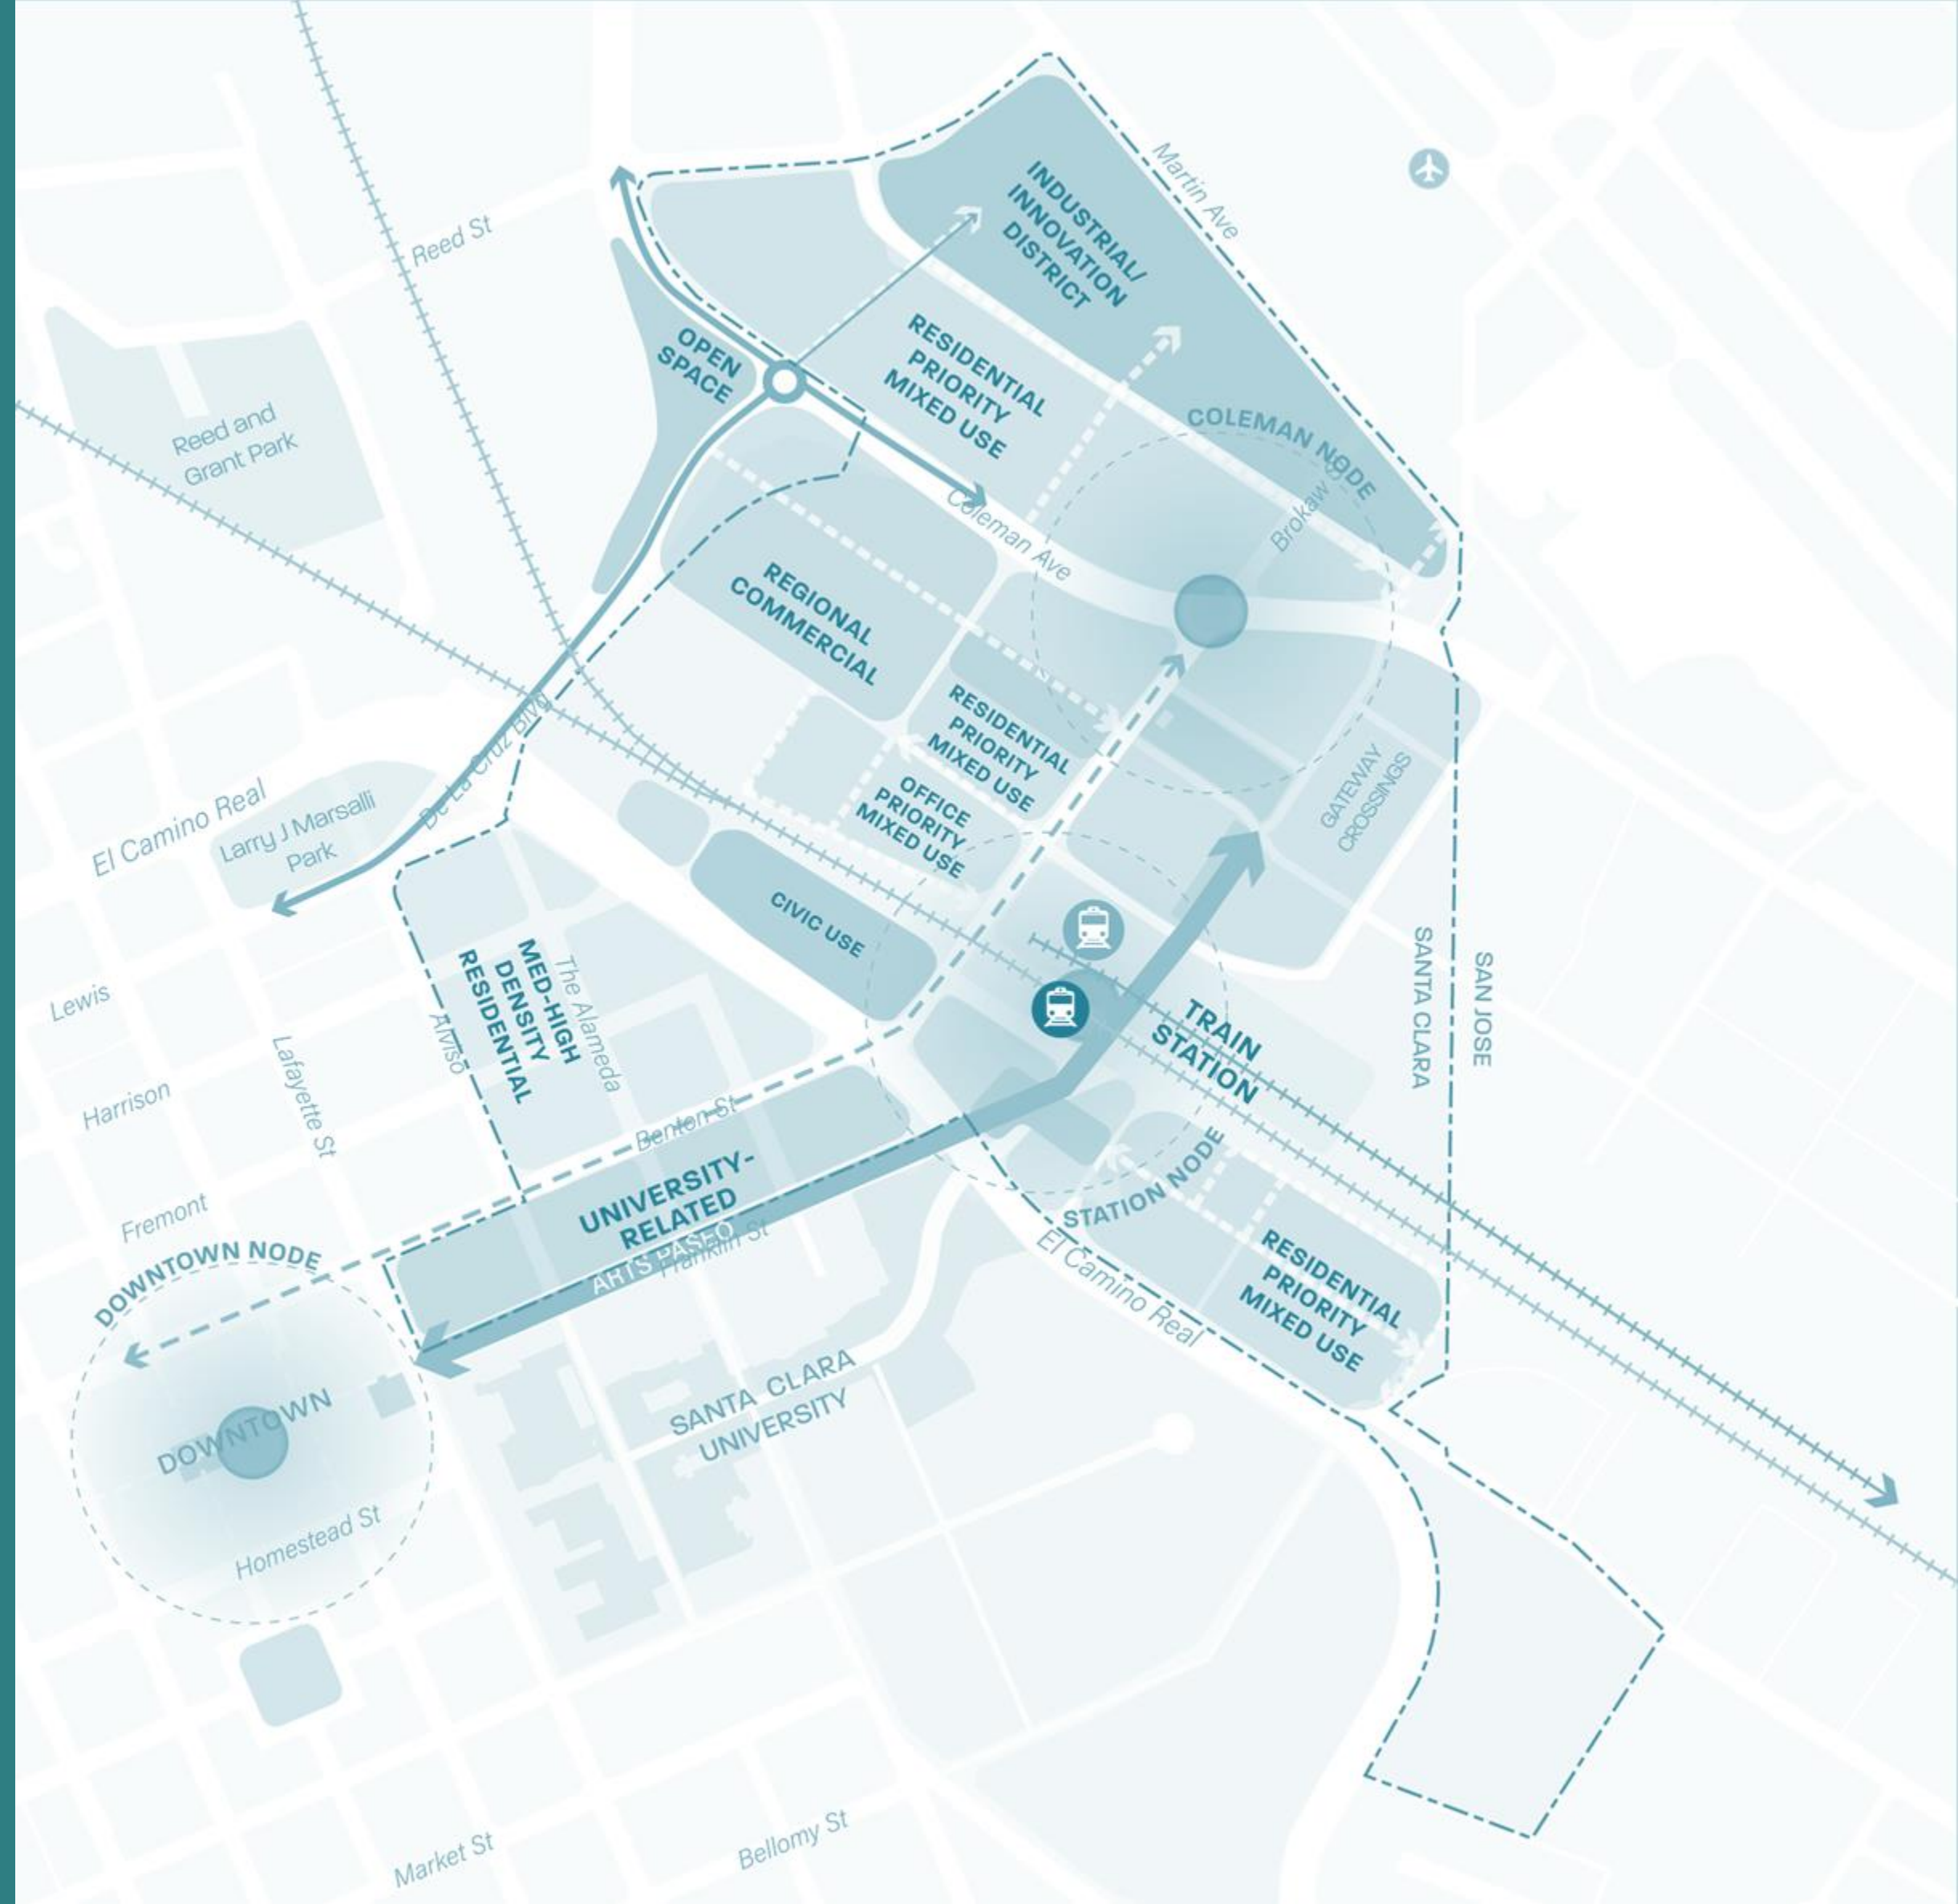 Martin Ave
INDUSTRIAL/
INNOVATION
DISTRICT
Reed St
OPEN
SPACE
RESIDENTIAL
PRIORITY
MIXED USE
Reed and
Grant Park
COLEMAN NODE
Brokaw
Coleman Ave
REGIONAL
COMMERCIAL
RESIDENTIAL
PRIORITY
MIXED USE
OFFICE
PRIORITY
MIXED USE
GATEWAY
CROSSINGS
De La Cruz Blvd
El Camino Real
Larry J Marsalli
Park
CIVIC USE
SANTA CLARA
SAN JOSE
MED-HIGH
DENSITY
RESIDENTIAL
The Alameda
Alviso
Lewis
Lafayette St
Harrison
TRAIN
STATION
Benton St
UNIVERSITY-
RELATED
ARTS PASEO
Franklin St
STATION NODE
Fremont
DOWNTOWN NODE
El Camino Real
RESIDENTIAL
PRIORITY
MIXED USE
DOWNTOWN
SANTA CLARA
UNIVERSITY
Homestead St
Market St
Bellomy St